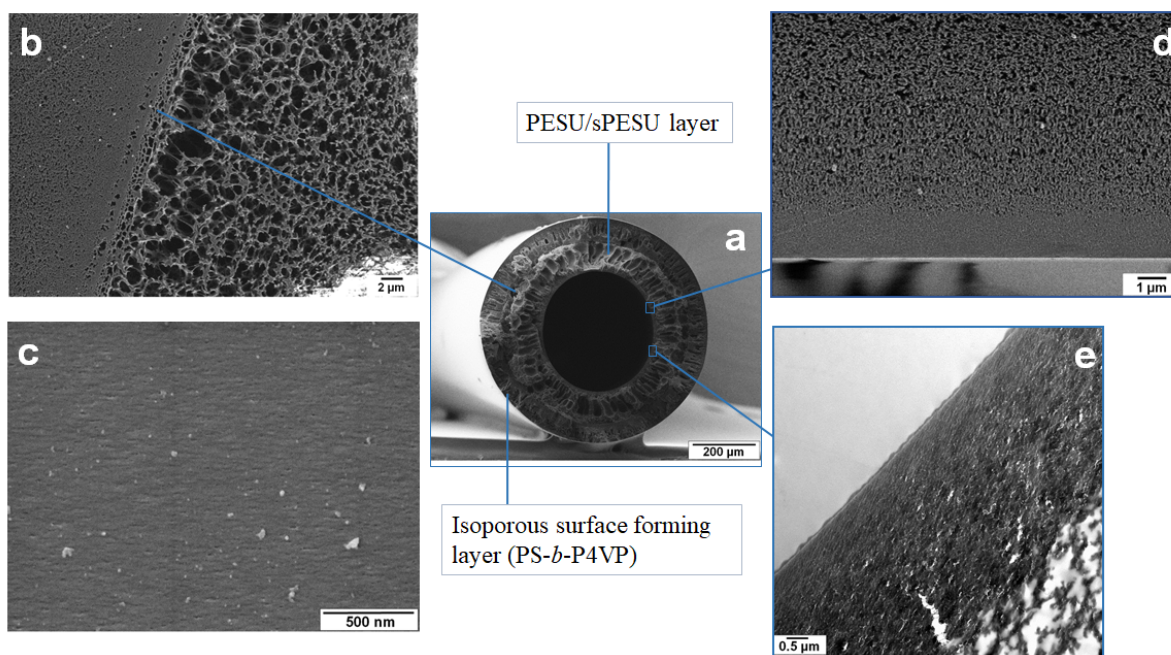 b
2 µm
c
500 nm
PESU/sPESU layer
a
200 µm
Isoporous surface forming
layer (PS-b-P4VP)
d
1 µm
e
0.5 µm